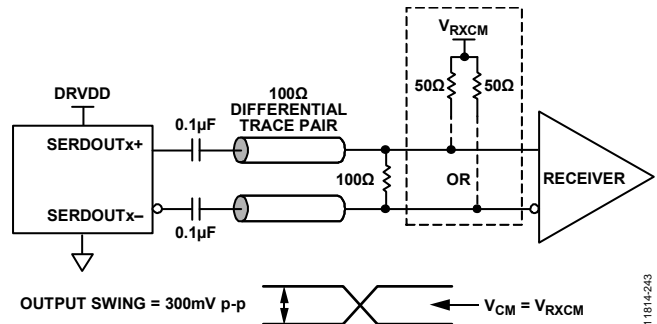 V_RXCM
50Ω 50Ω
DRVDD
100Ω
DIFFERENTIAL
TRACE PAIR
0.1µF
SERDOUTx+
100Ω
OR
RECEIVER
SERDOUTx–
0.1µF
OUTPUT SWING = 300mV p-p
V_CM = V_RXCM
11814-243